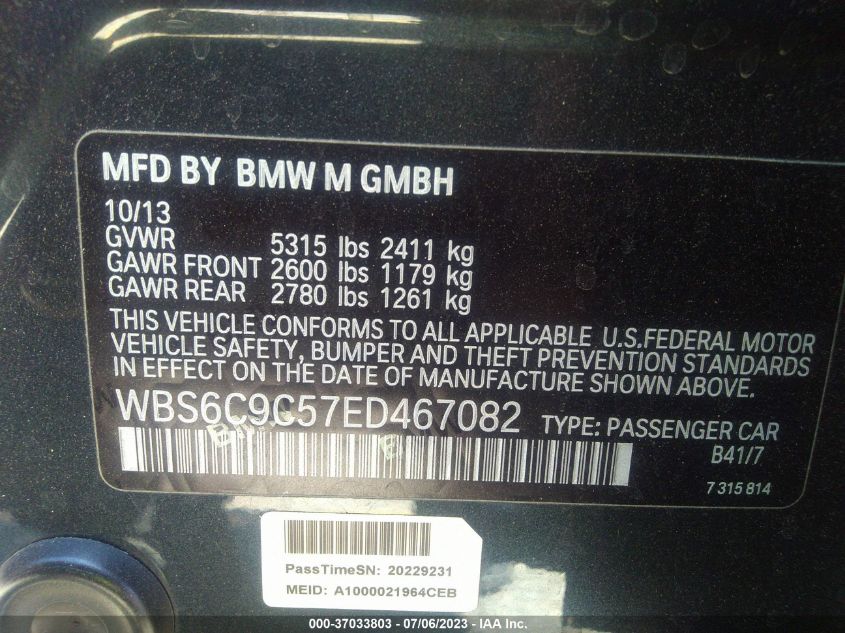 MFD BY BMW M GMBH
10/13
GVWR 5315 lbs 2411 kg
GAWR FRONT 2600 lbs 1179 kg
GAWR REAR 2780 lbs 1261 kg
THIS VEHICLE CONFORMS TO ALL APPLICABLE U.S.FEDERAL MOTOR
VEHICLE SAFETY, BUMPER AND THEFT PREVENTION STANDARDS
IN EFFECT ON THE DATE OF MANUFACTURE SHOWN ABOVE.
WBS6C9C57ED467082 TYPE: PASSENGER CAR
B41/7
7 315 814
PassTimeSN: 20229231
MEID: A1000021964CEB
000-37033803 - 07/06/2023 - IAA Inc.